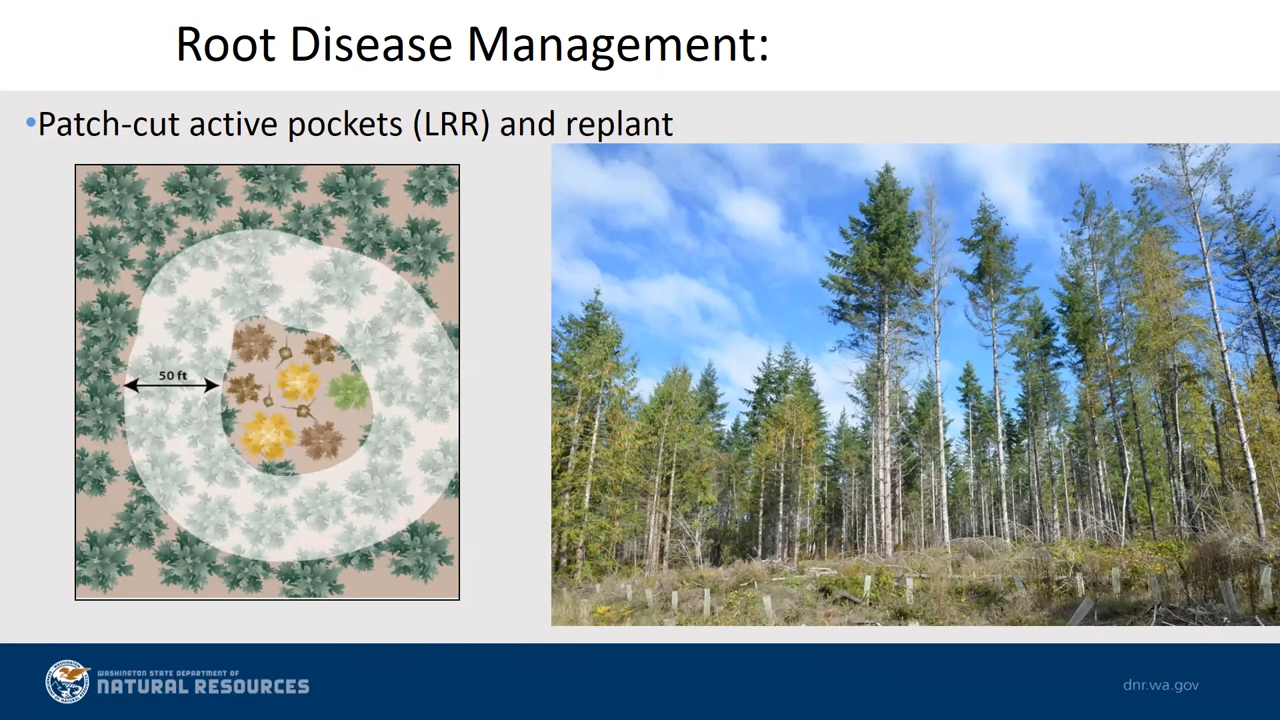 Root Disease Management:
•Patch-cut active pockets (LRR) and replant
50 ft
WASHINGTON STATE DEPARTMENT OF
NATURAL RESOURCES
dnr.wa.gov